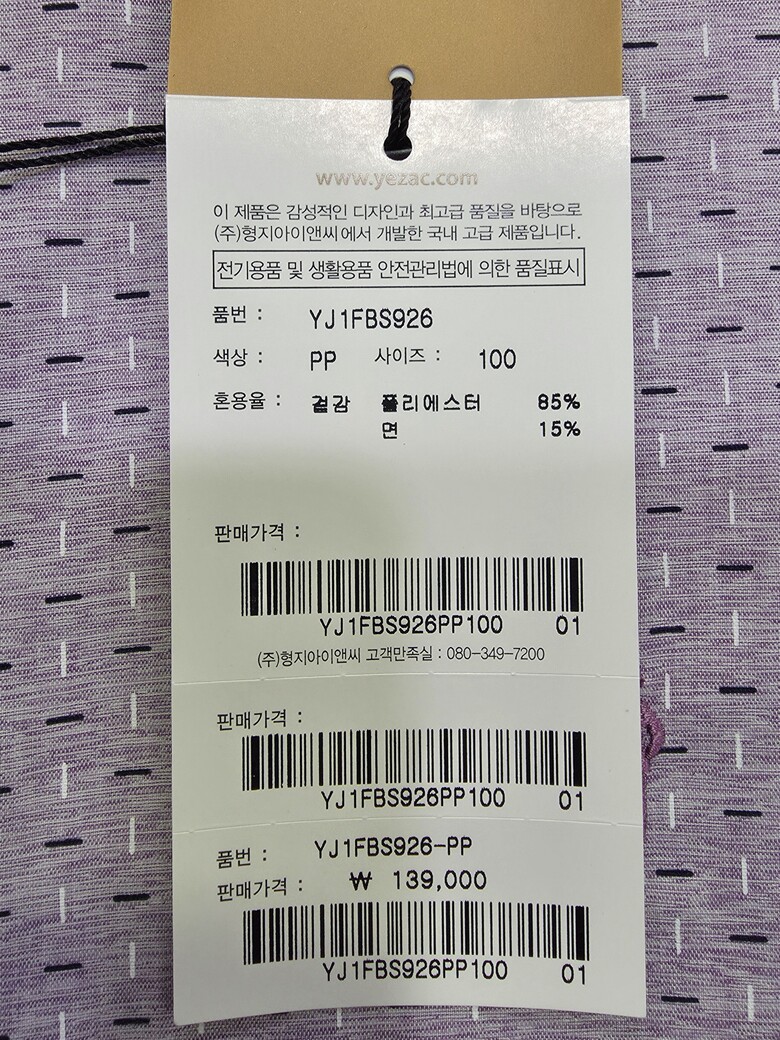 www.yezac.com
이 제품은 감성적인 디자인과 최고급 품질을 바탕으로
(주)형지아이앤씨에서 개발한 국내 고급 제품입니다.
전기용품 및 생활용품 안전관리법에 의한 품질표시
품번 : YJ1FBS926
색상 : PP 사이즈 : 100
혼용율 : 겉감 폴리에스터 85%
면 15%
판매가격 :
YJ1FBS926PP100 01
(주)형지아이앤씨 고객만족실 : 080-349-7200
판매가격 :
YJ1FBS926PP100 01
품번 : YJ1FBS926-PP
판매가격 : ₩ 139,000
YJ1FBS926PP100 01